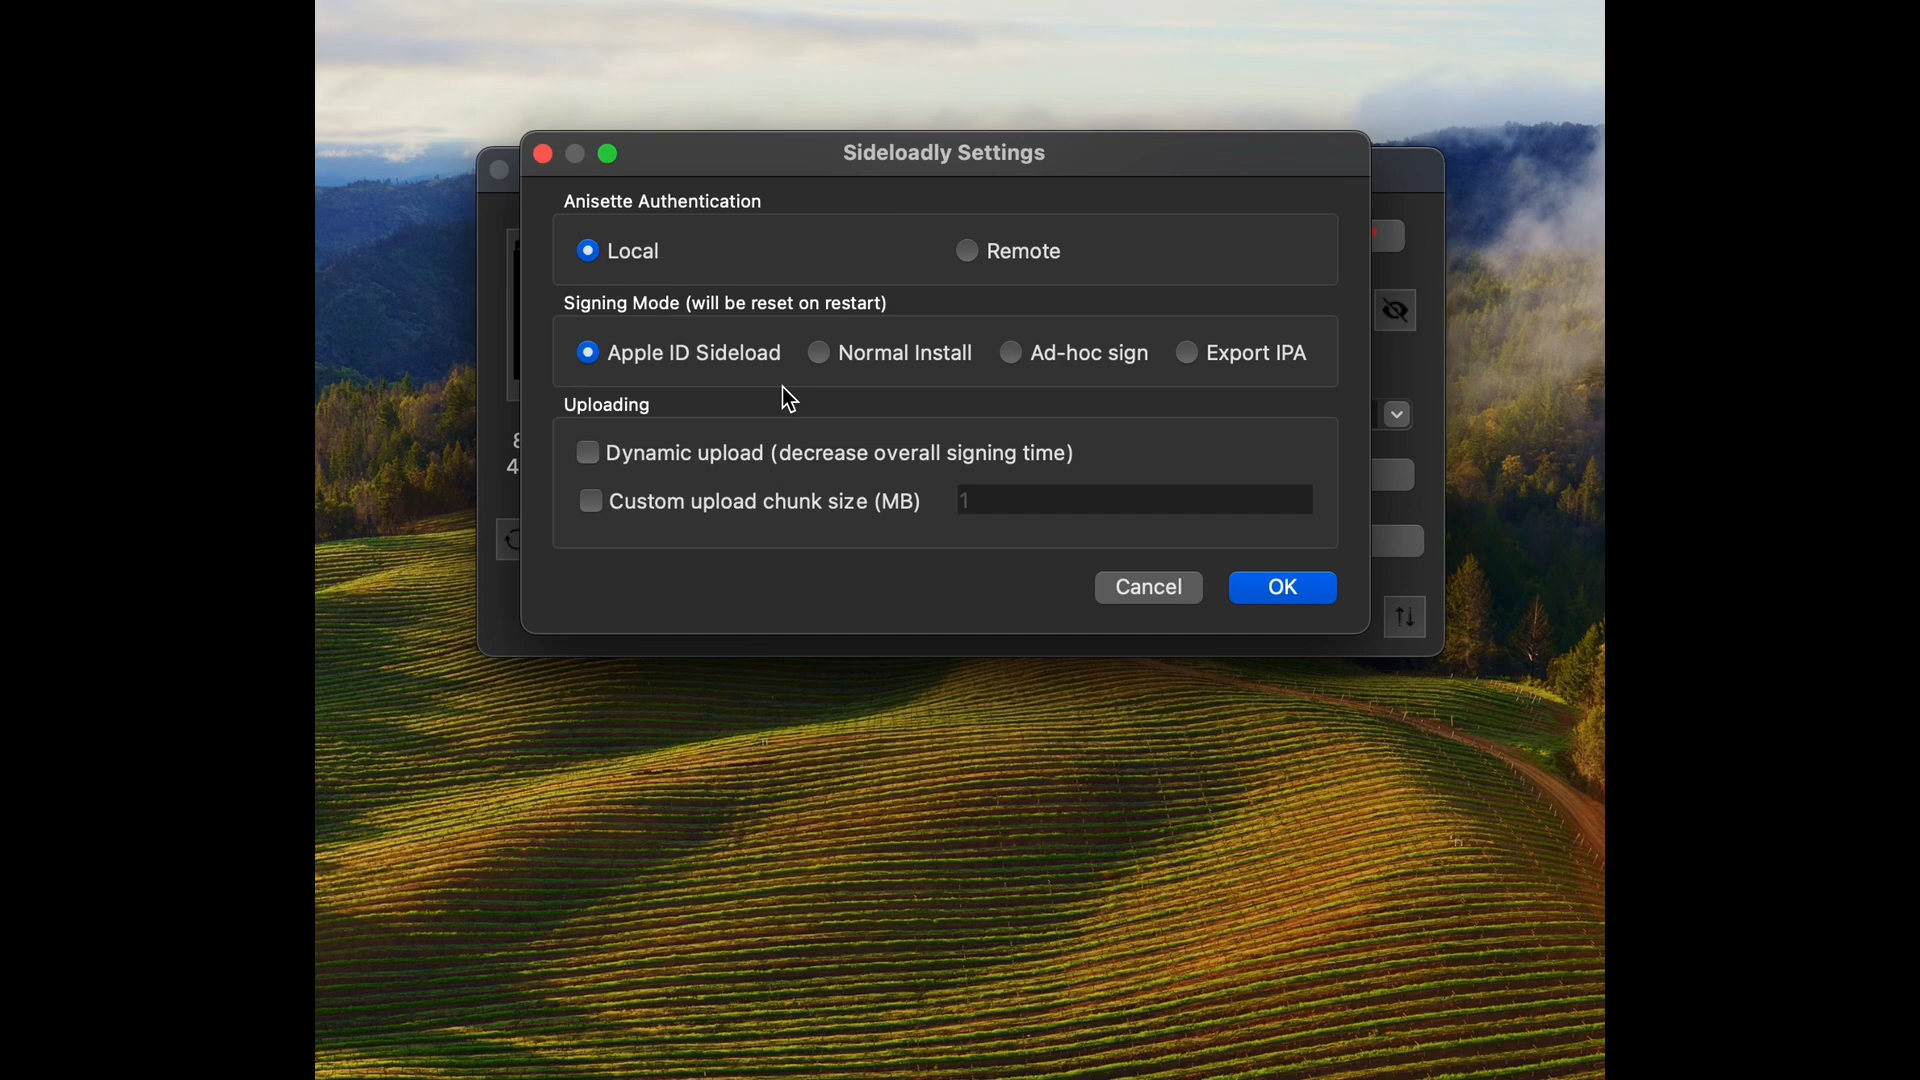 Sideloadly Settings
Anisette Authentication
Local Remote
Signing Mode (will be reset on restart)
Apple ID Sideload Normal Install Ad-hoc sign Export IPA
Uploading
Dynamic upload (decrease overall signing time)
Custom upload chunk size (MB) 1
Cancel OK